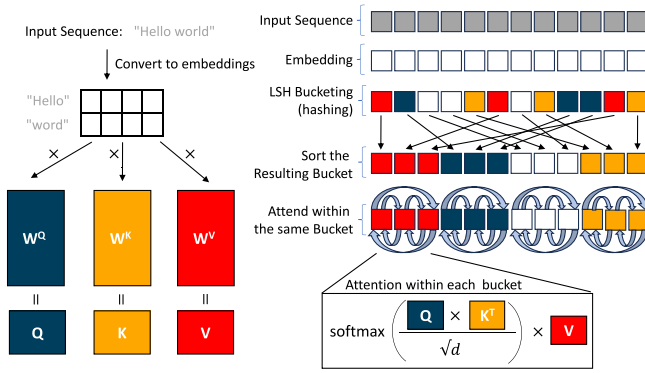 Input Sequence: "Hello world"
Convert to embeddings
"Hello"
"word"
× × ×
W^Q W^K W^V
= = =
Q K V
Input Sequence
Embedding
LSH Bucketing
(hashing)
Sort the
Resulting Bucket
Attend within
the same Bucket
Attention within each bucket
softmax ( Q × K^T / √d ) × V